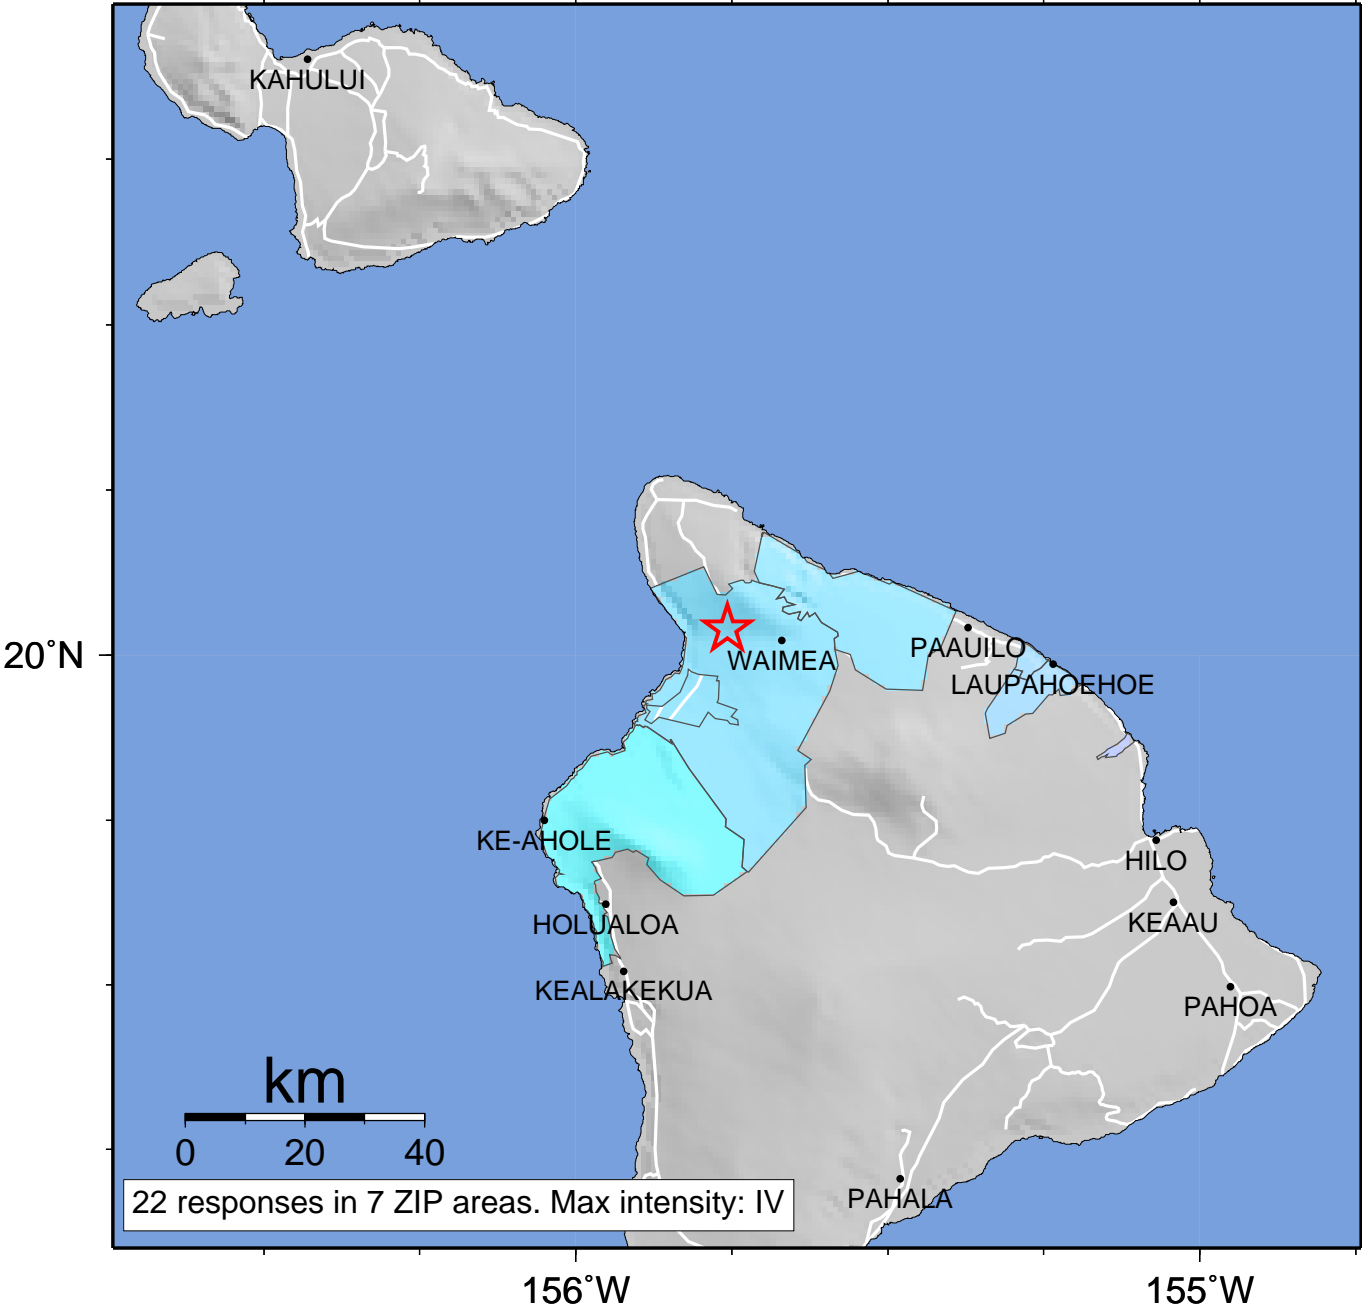 KAHULUI
20˚N
WAIMEA
PAAUILO
LAUPAHOEHOE
KE-AHOLE
HILO
HOLUALOA
KEAAU
KEALAKEKUA
PAHOA
km
0 20 40
PAHALA
22 responses in 7 ZIP areas. Max intensity: IV
156˚W
155˚W